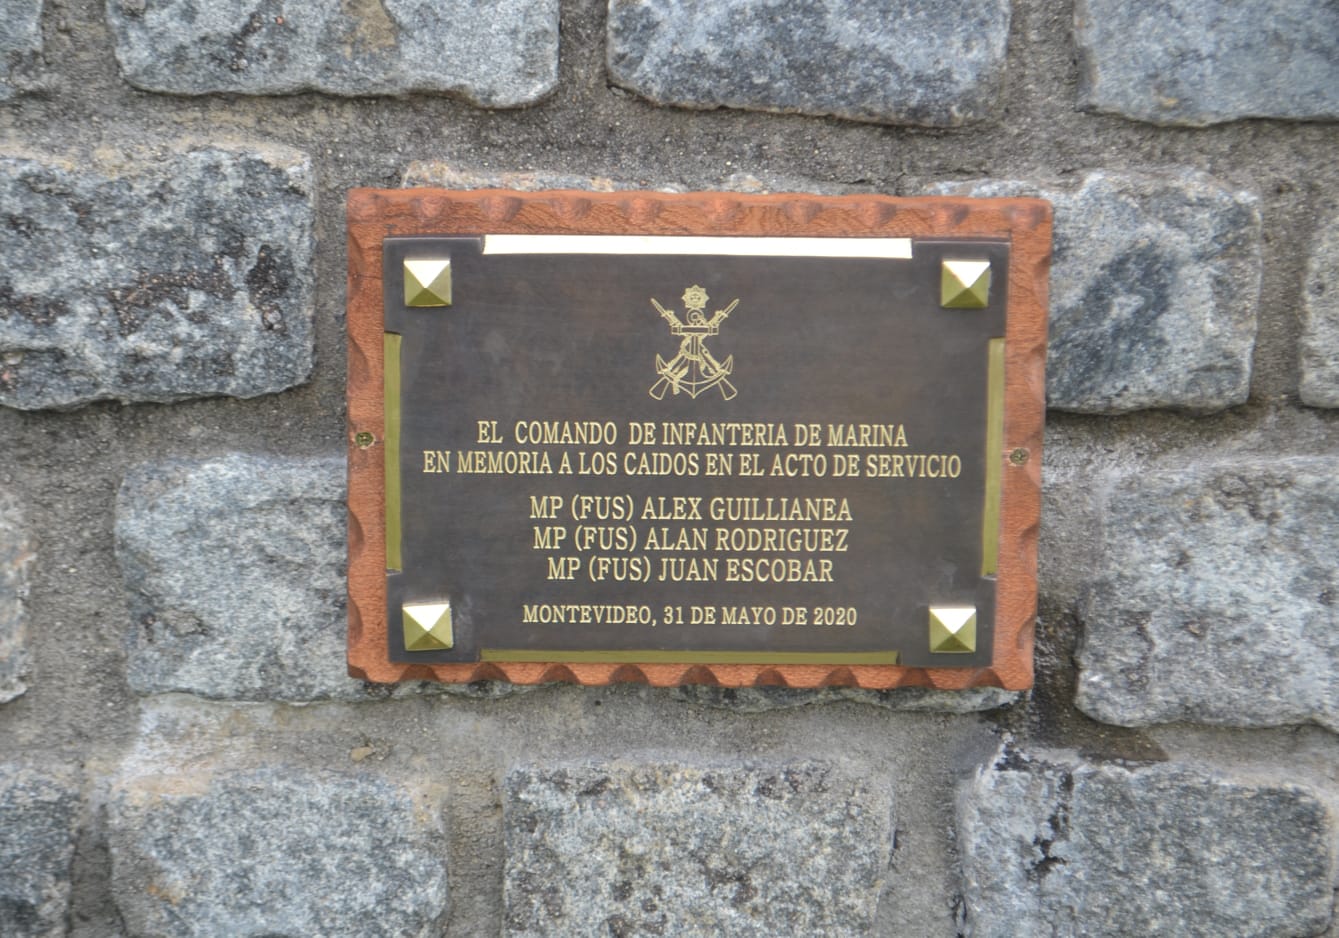 EL COMANDO DE INFANTERIA DE MARINA
EN MEMORIA A LOS CAIDOS EN EL ACTO DE SERVICIO
MP (FUS) ALEX GUILLIANEA
MP (FUS) ALAN RODRIGUEZ
MP (FUS) JUAN ESCOBAR
MONTEVIDEO, 31 DE MAYO DE 2020